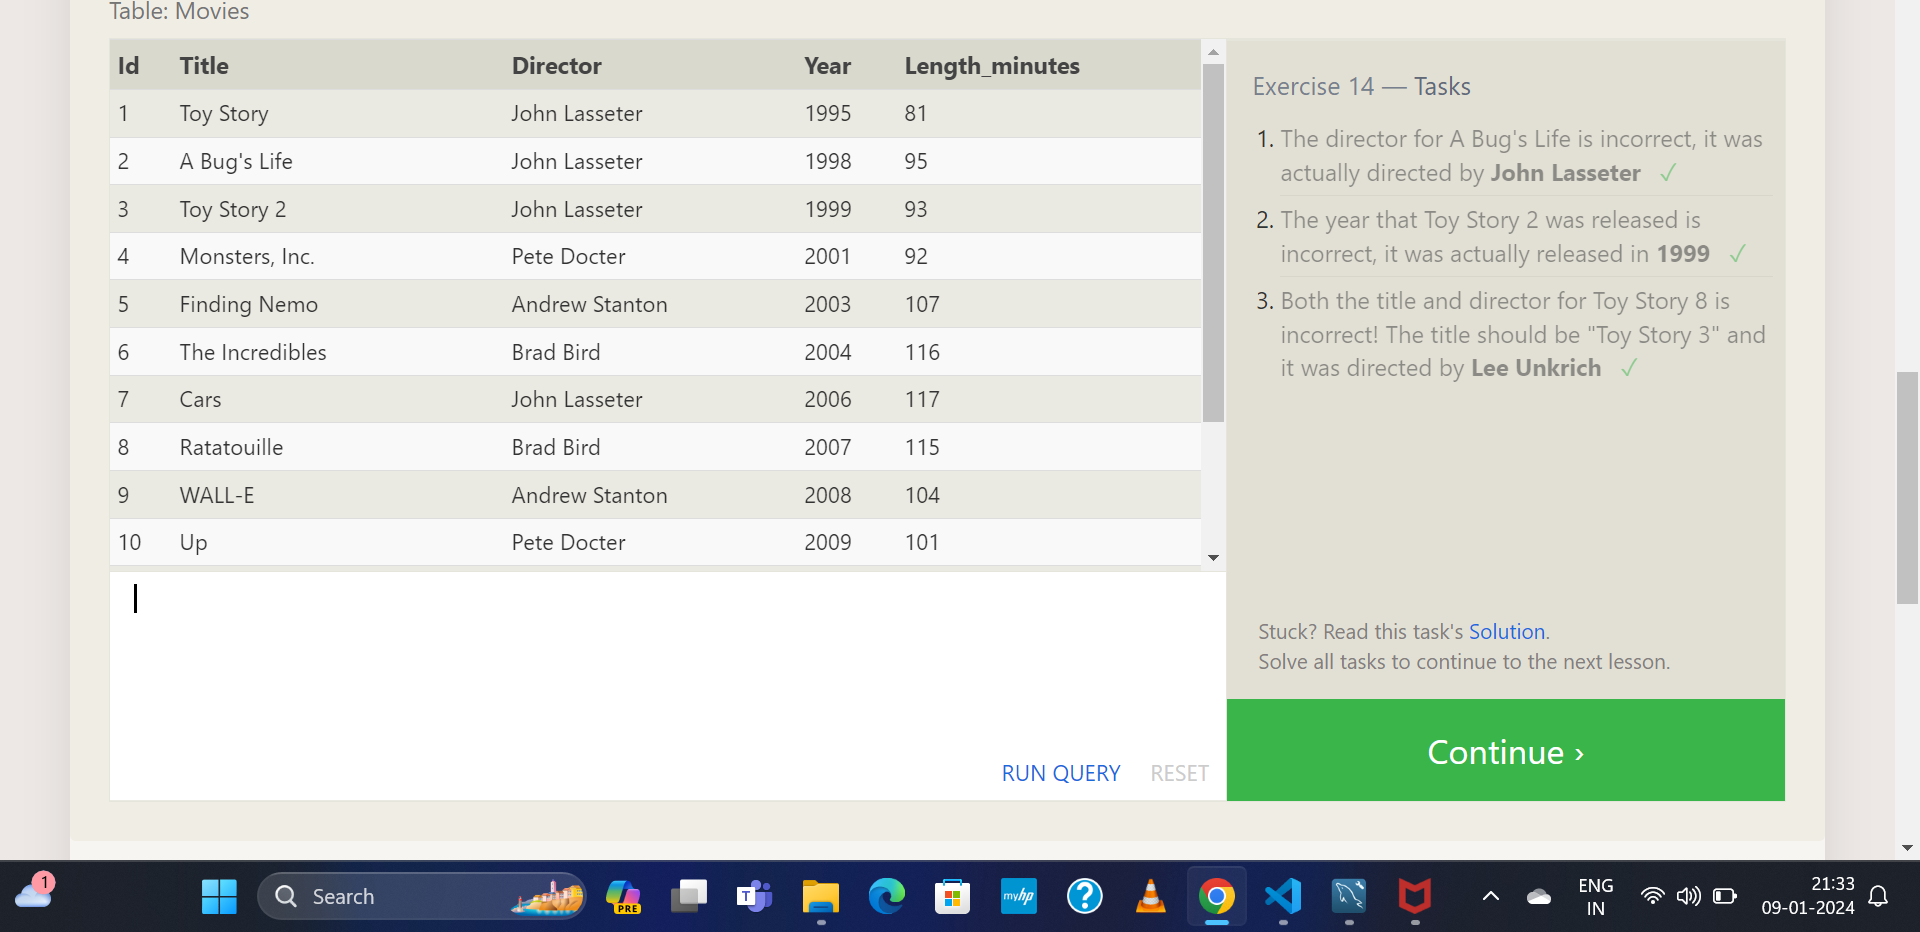 Table: Movies
Id Title Director Year Length_minutes
1 Toy Story John Lasseter 1995 81
2 A Bug's Life John Lasseter 1998 95
3 Toy Story 2 John Lasseter 1999 93
4 Monsters, Inc. Pete Docter 2001 92
5 Finding Nemo Andrew Stanton 2003 107
6 The Incredibles Brad Bird 2004 116
7 Cars John Lasseter 2006 117
8 Ratatouille Brad Bird 2007 115
9 WALL-E Andrew Stanton 2008 104
10 Up Pete Docter 2009 101
RUN QUERY RESET
Exercise 14 — Tasks
1. The director for A Bug's Life is incorrect, it was
actually directed by John Lasseter ✓
2. The year that Toy Story 2 was released is
incorrect, it was actually released in 1999 ✓
3. Both the title and director for Toy Story 8 is
incorrect! The title should be "Toy Story 3" and
it was directed by Lee Unkrich ✓
Stuck? Read this task's Solution.
Solve all tasks to continue to the next lesson.
Continue ›
1
Search
PRE
T
myhp
?
ENG
IN
21:33
09-01-2024